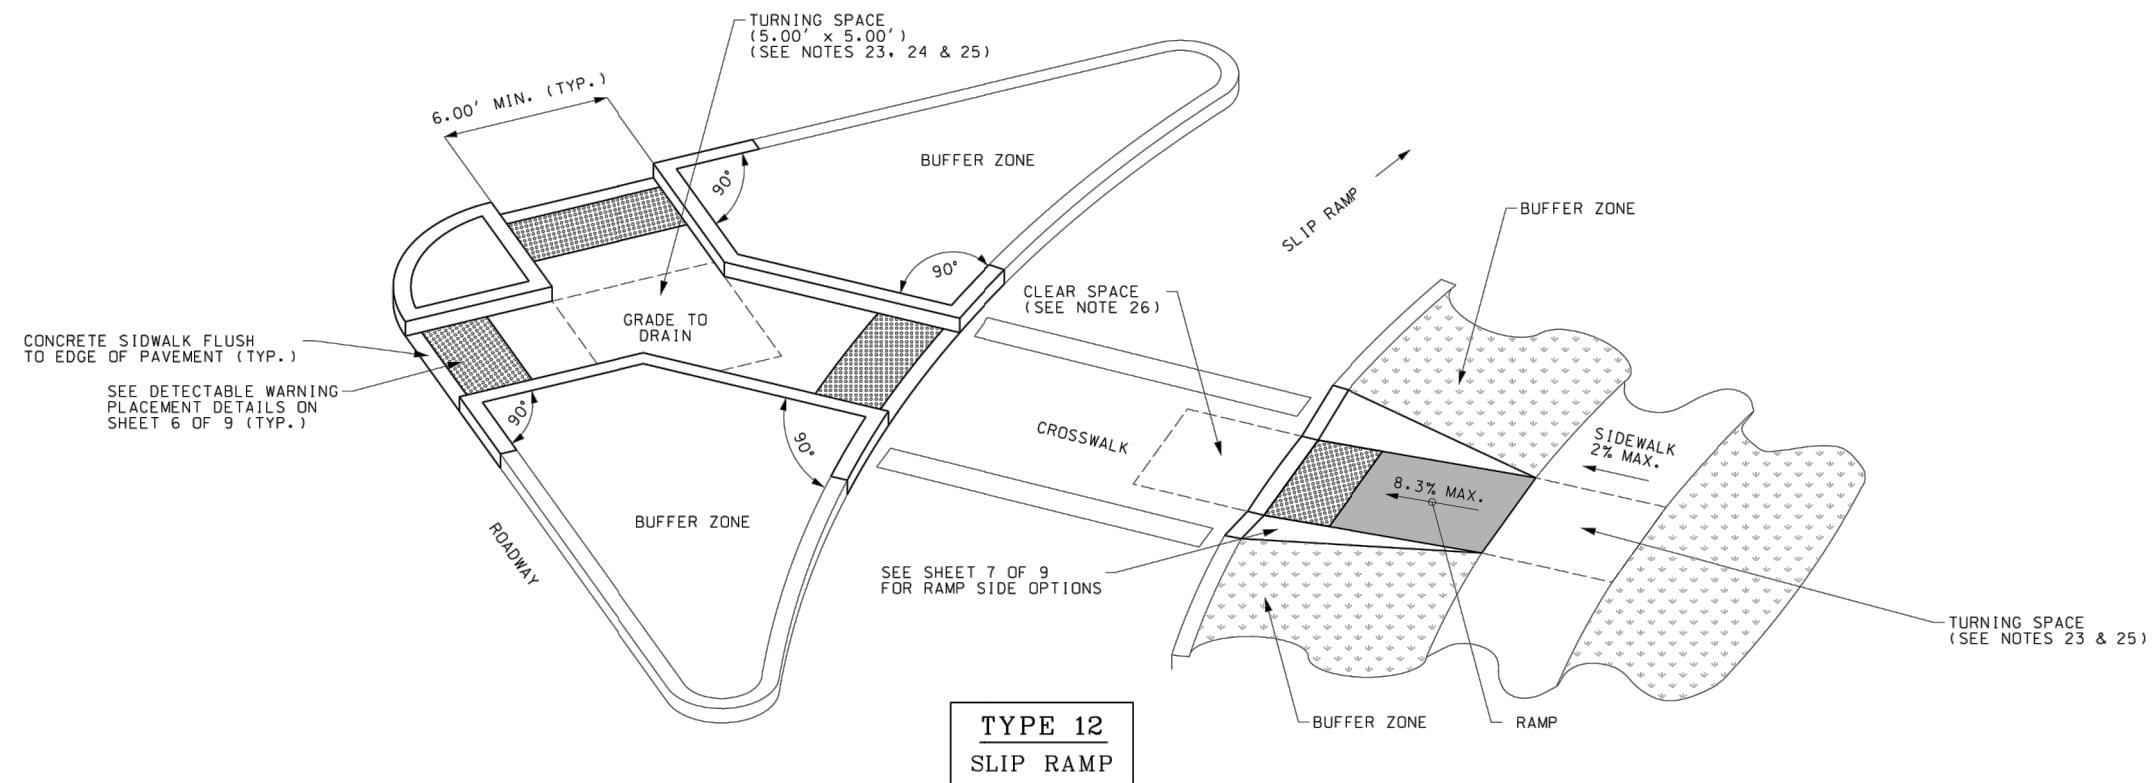 TURNING SPACE
(5.00' x 5.00')
(SEE NOTES 23, 24 & 25)
6.00' MIN. (TYP.)
BUFFER ZONE
90°
SLIP RAMP
BUFFER ZONE
90°
CLEAR SPACE
(SEE NOTE 26)
GRADE TO
DRAIN
CONCRETE SIDWALK FLUSH
TO EDGE OF PAVEMENT (TYP.)
SEE DETECTABLE WARNING
PLACEMENT DETAILS ON
SHEET 6 OF 9 (TYP.)
90°
90°
CROSSWALK
SIDEWALK
2% MAX.
8.3% MAX.
BUFFER ZONE
ROADWAY
SEE SHEET 7 OF 9
FOR RAMP SIDE OPTIONS
TURNING SPACE
(SEE NOTES 23 & 25)
BUFFER ZONE
RAMP
TYPE 12
SLIP RAMP